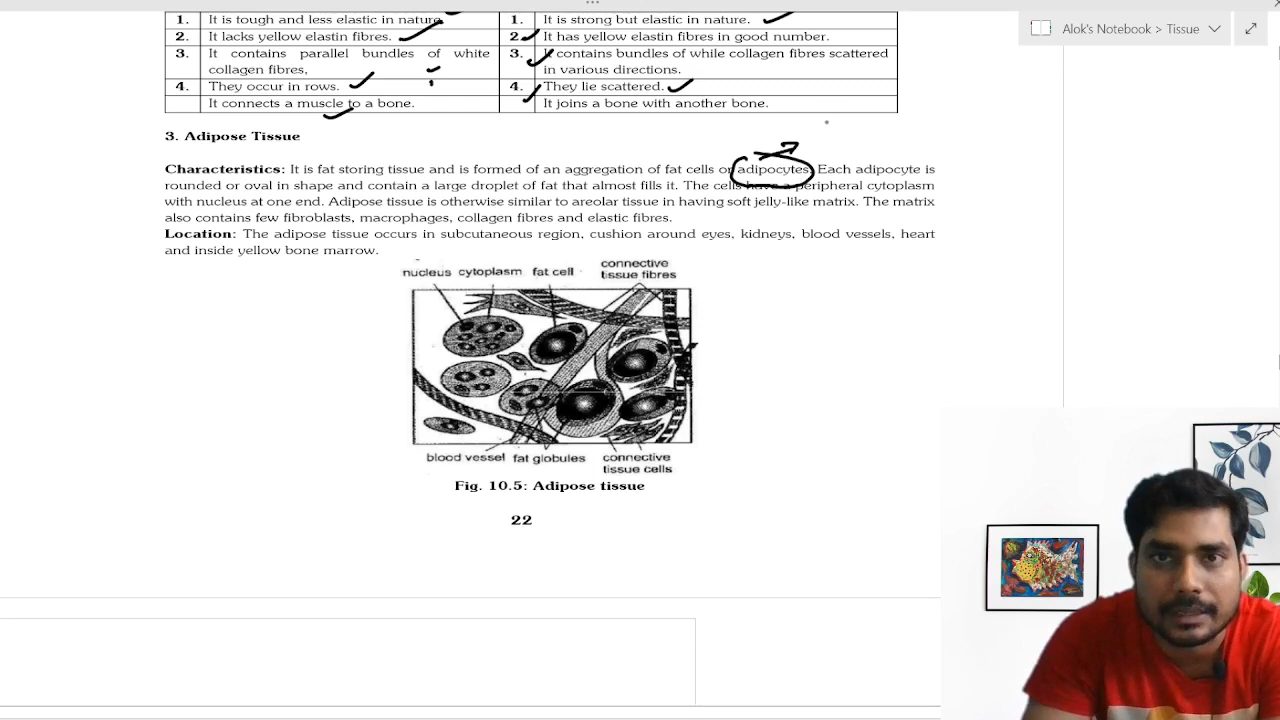 Alok's Notebook > Tissue
1. It is tough and less elastic in nature. 1. It is strong but elastic in nature.
2. It lacks yellow elastin fibres. 2. It has yellow elastin fibres in good number.
3. It contains parallel bundles of white 3. It contains bundles of while collagen fibres scattered
collagen fibres, in various directions.
4. They occur in rows. 4. They lie scattered.
It connects a muscle to a bone. It joins a bone with another bone.
3. Adipose Tissue
Characteristics: It is fat storing tissue and is formed of an aggregation of fat cells or adipocytes. Each adipocyte is
rounded or oval in shape and contain a large droplet of fat that almost fills it. The cells have a peripheral cytoplasm
with nucleus at one end. Adipose tissue is otherwise similar to areolar tissue in having soft jelly-like matrix. The matrix
also contains few fibroblasts, macrophages, collagen fibres and elastic fibres.
Location: The adipose tissue occurs in subcutaneous region, cushion around eyes, kidneys, blood vessels, heart
and inside yellow bone marrow.
nucleus cytoplasm fat cell connective
tissue fibres
blood vessel fat globules connective
tissue cells
Fig. 10.5: Adipose tissue
22